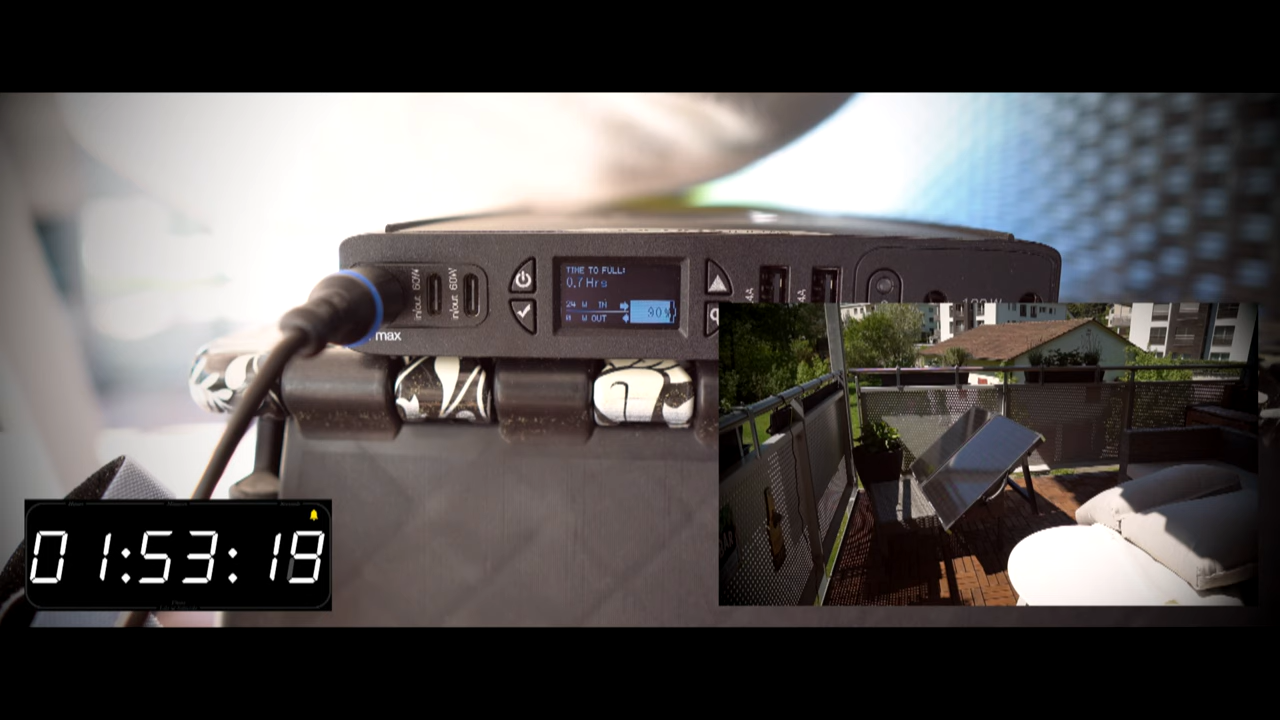 in/out 60W
in/out 60W
TIME TO FULL:
0.7 Hrs
24 W IN
0 W OUT
90%
max
01:53:18